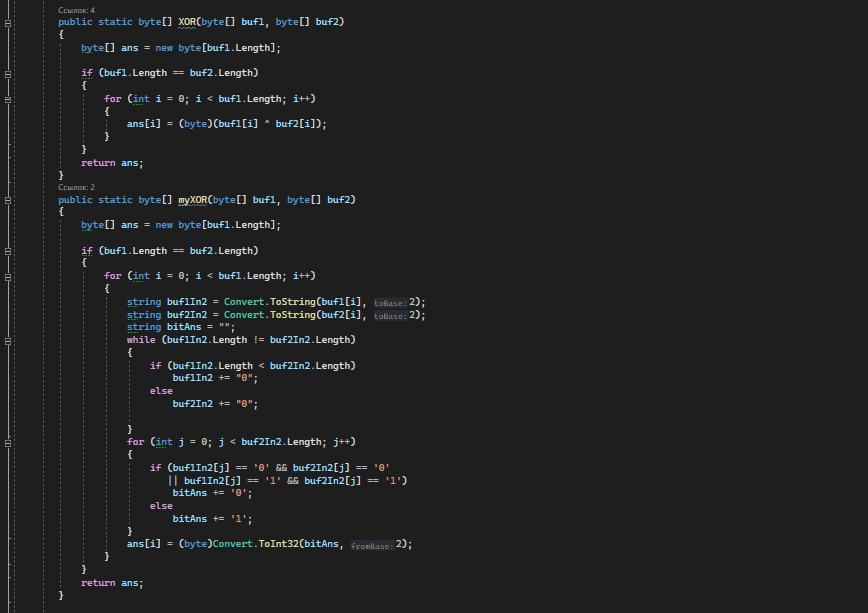 Ссылок: 4
public static byte[] XOR(byte[] buf1, byte[] buf2)
{
byte[] ans = new byte[buf1.Length];
if (buf1.Length == buf2.Length)
{
for (int i = 0; i < buf1.Length; i++)
{
ans[i] = (byte)(buf1[i] ^ buf2[i]);
}
}
return ans;
}
Ссылок: 2
public static byte[] myXOR(byte[] buf1, byte[] buf2)
{
byte[] ans = new byte[buf1.Length];
if (buf1.Length == buf2.Length)
{
for (int i = 0; i < buf1.Length; i++)
{
string buf1In2 = Convert.ToString(buf1[i], toBase: 2);
string buf2In2 = Convert.ToString(buf2[i], toBase: 2);
string bitAns = "";
while (buf1In2.Length != buf2In2.Length)
{
if (buf1In2.Length < buf2In2.Length)
buf1In2 += "0";
else
buf2In2 += "0";
}
for (int j = 0; j < buf2In2.Length; j++)
{
if (buf1In2[j] == '0' && buf2In2[j] == '0'
|| buf1In2[j] == '1' && buf2In2[j] == '1')
bitAns += '0';
else
bitAns += '1';
}
ans[i] = (byte)Convert.ToInt32(bitAns, fromBase: 2);
}
}
return ans;
}